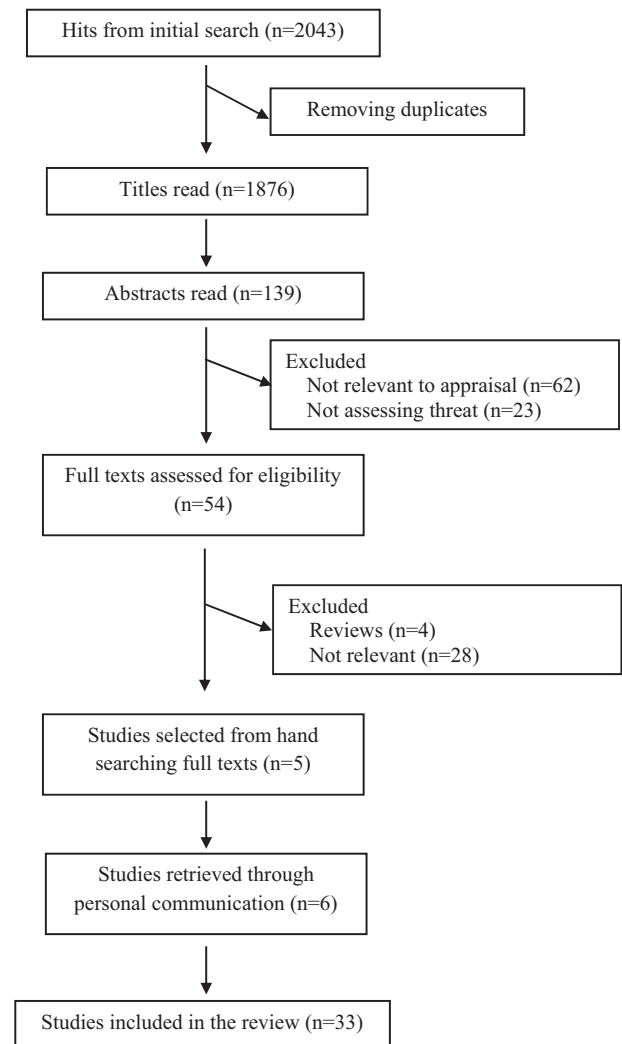 Hits from initial search (n=2043)
Removing duplicates
Titles read (n=1876)
Abstracts read (n=139)
Excluded
Not relevant to appraisal (n=62)
Not assessing threat (n=23)
Full texts assessed for eligibility
(n=54)
Excluded
Reviews (n=4)
Not relevant (n=28)
Studies selected from hand
searching full texts (n=5)
Studies retrieved through
personal communication (n=6)
Studies included in the review (n=33)